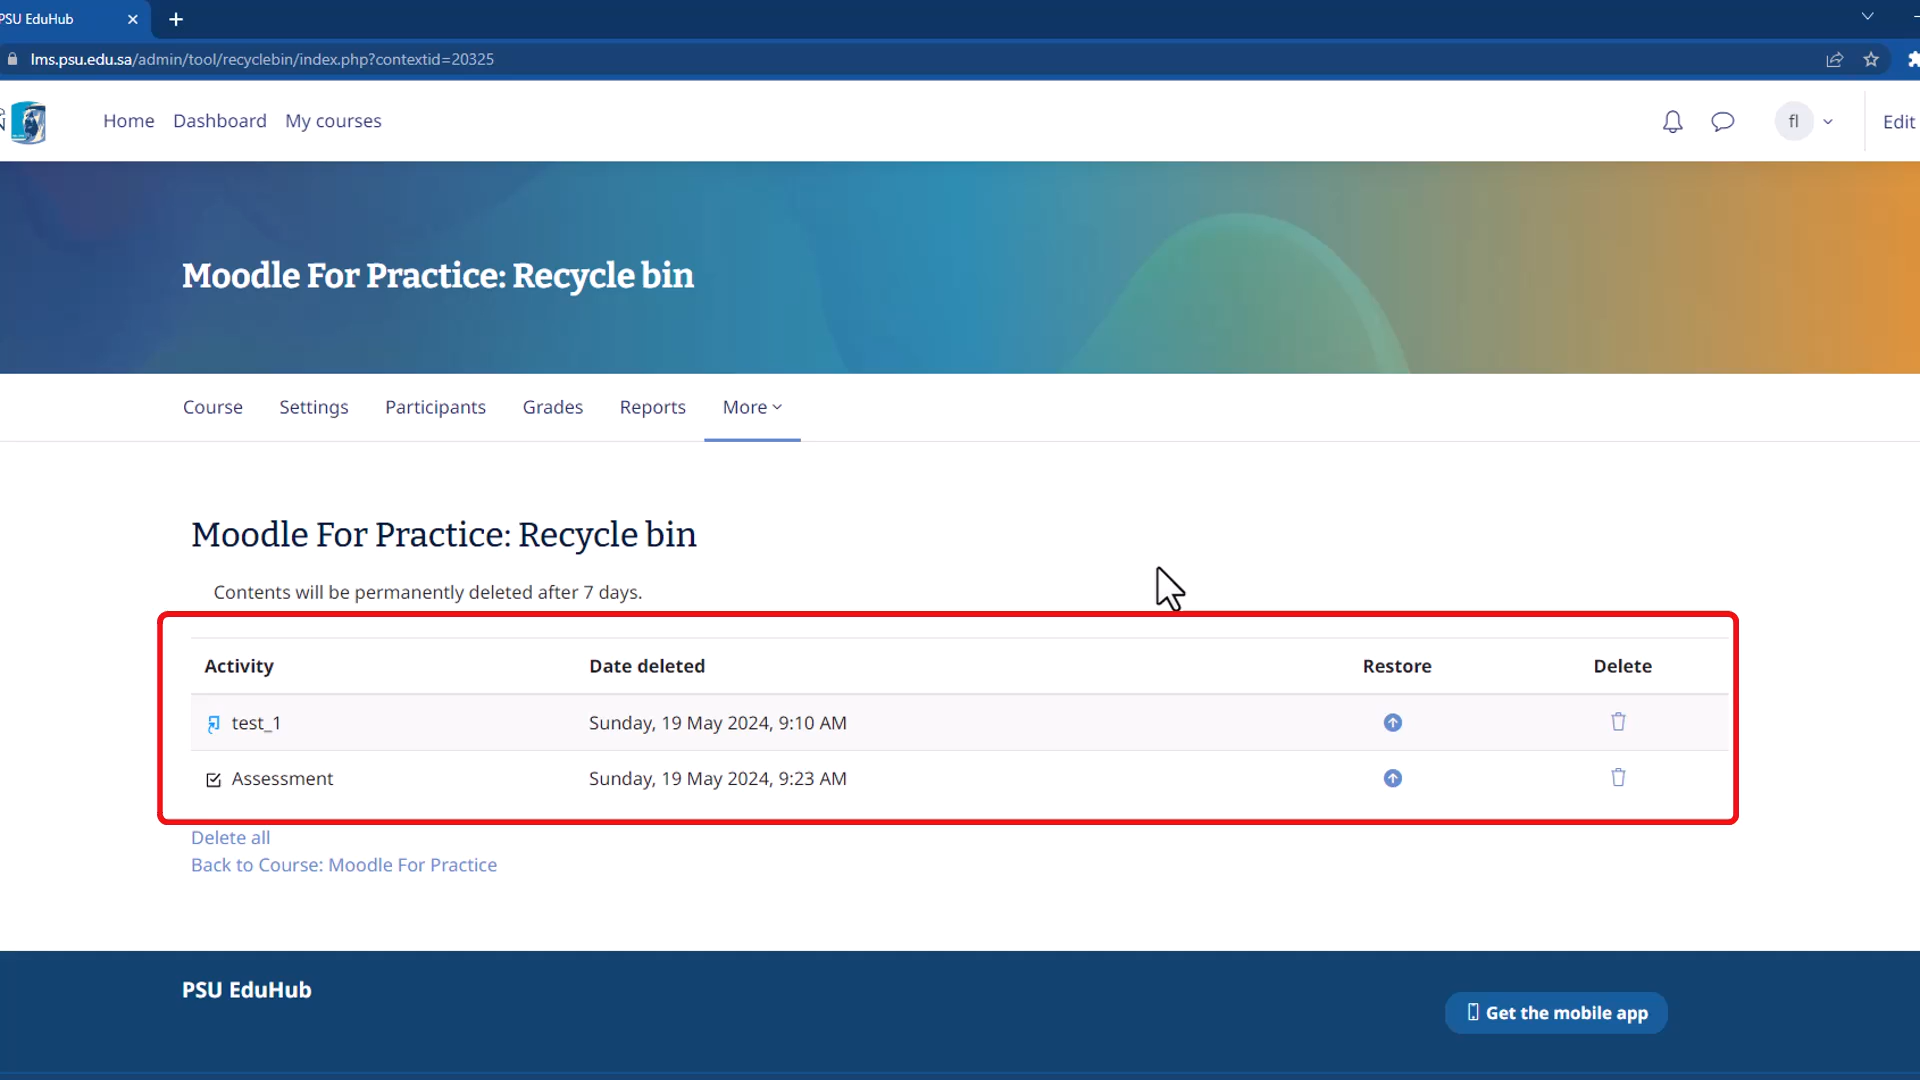 PSU EduHub
lms.psu.edu.sa/admin/tool/recyclebin/index.php?contextid=20325
Home Dashboard My courses
fl
Edit
Moodle For Practice: Recycle bin
Course Settings Participants Grades Reports More
Moodle For Practice: Recycle bin
Contents will be permanently deleted after 7 days.
Activity Date deleted Restore Delete
test_1 Sunday, 19 May 2024, 9:10 AM
Assessment Sunday, 19 May 2024, 9:23 AM
Delete all
Back to Course: Moodle For Practice
PSU EduHub
Get the mobile app